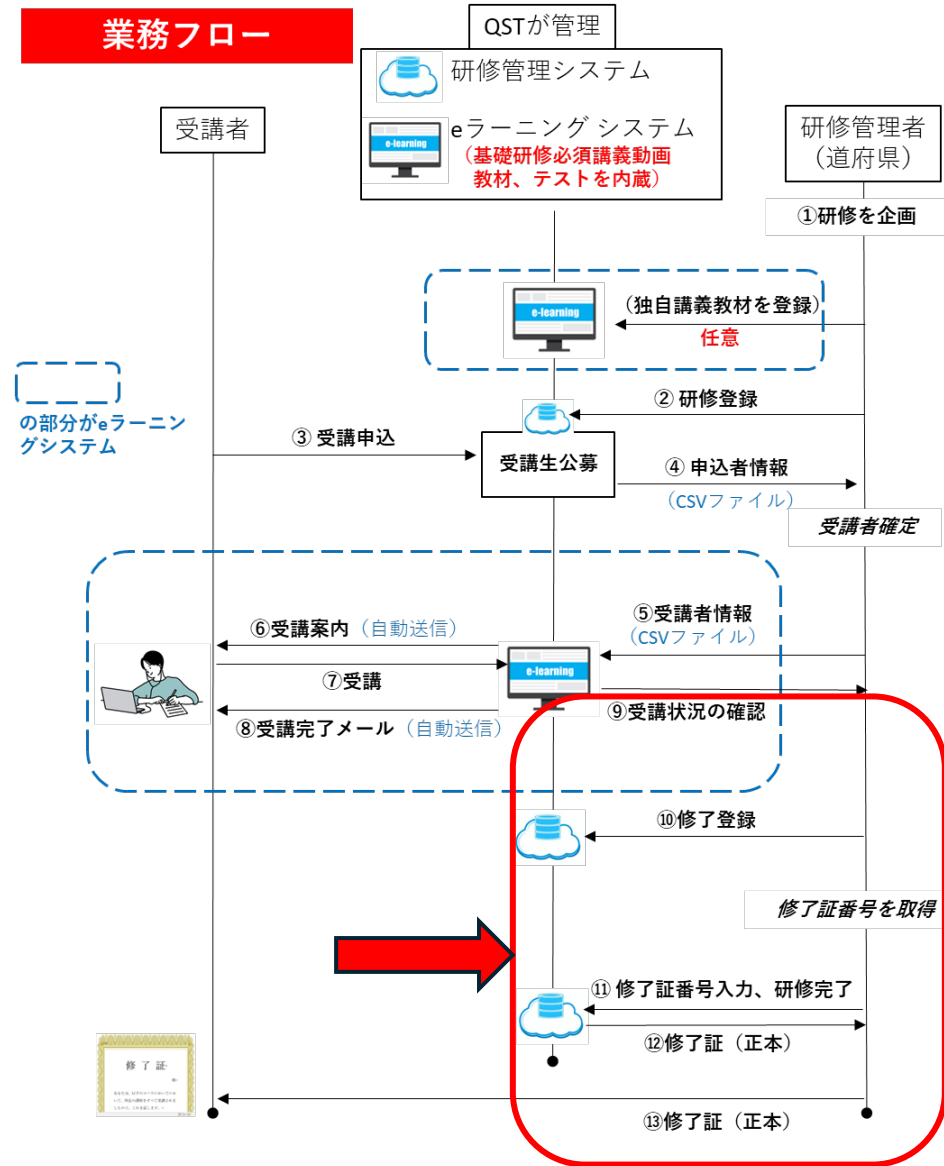 業務フロー
QSTが管理
研修管理システム
eラーニング システム
e-learning
（基礎研修必須講義動画
教材、テストを内蔵）
受講者
研修管理者
（道府県）
①研修を企画
e-learning
（独自講義教材を登録）
任意
の部分がeラーニン
グシステム
② 研修登録
③ 受講申込
受講生公募
④ 申込者情報
（CSVファイル）
受講者確定
⑤受講者情報
（CSVファイル）
⑥受講案内（自動送信）
e-learning
⑦受講
⑧受講完了メール（自動送信）
⑨受講状況の確認
⑩修了登録
修了証番号を取得
⑪ 修了証番号入力、研修完了
⑫修了証（正本）
修了証
⑬修了証（正本）